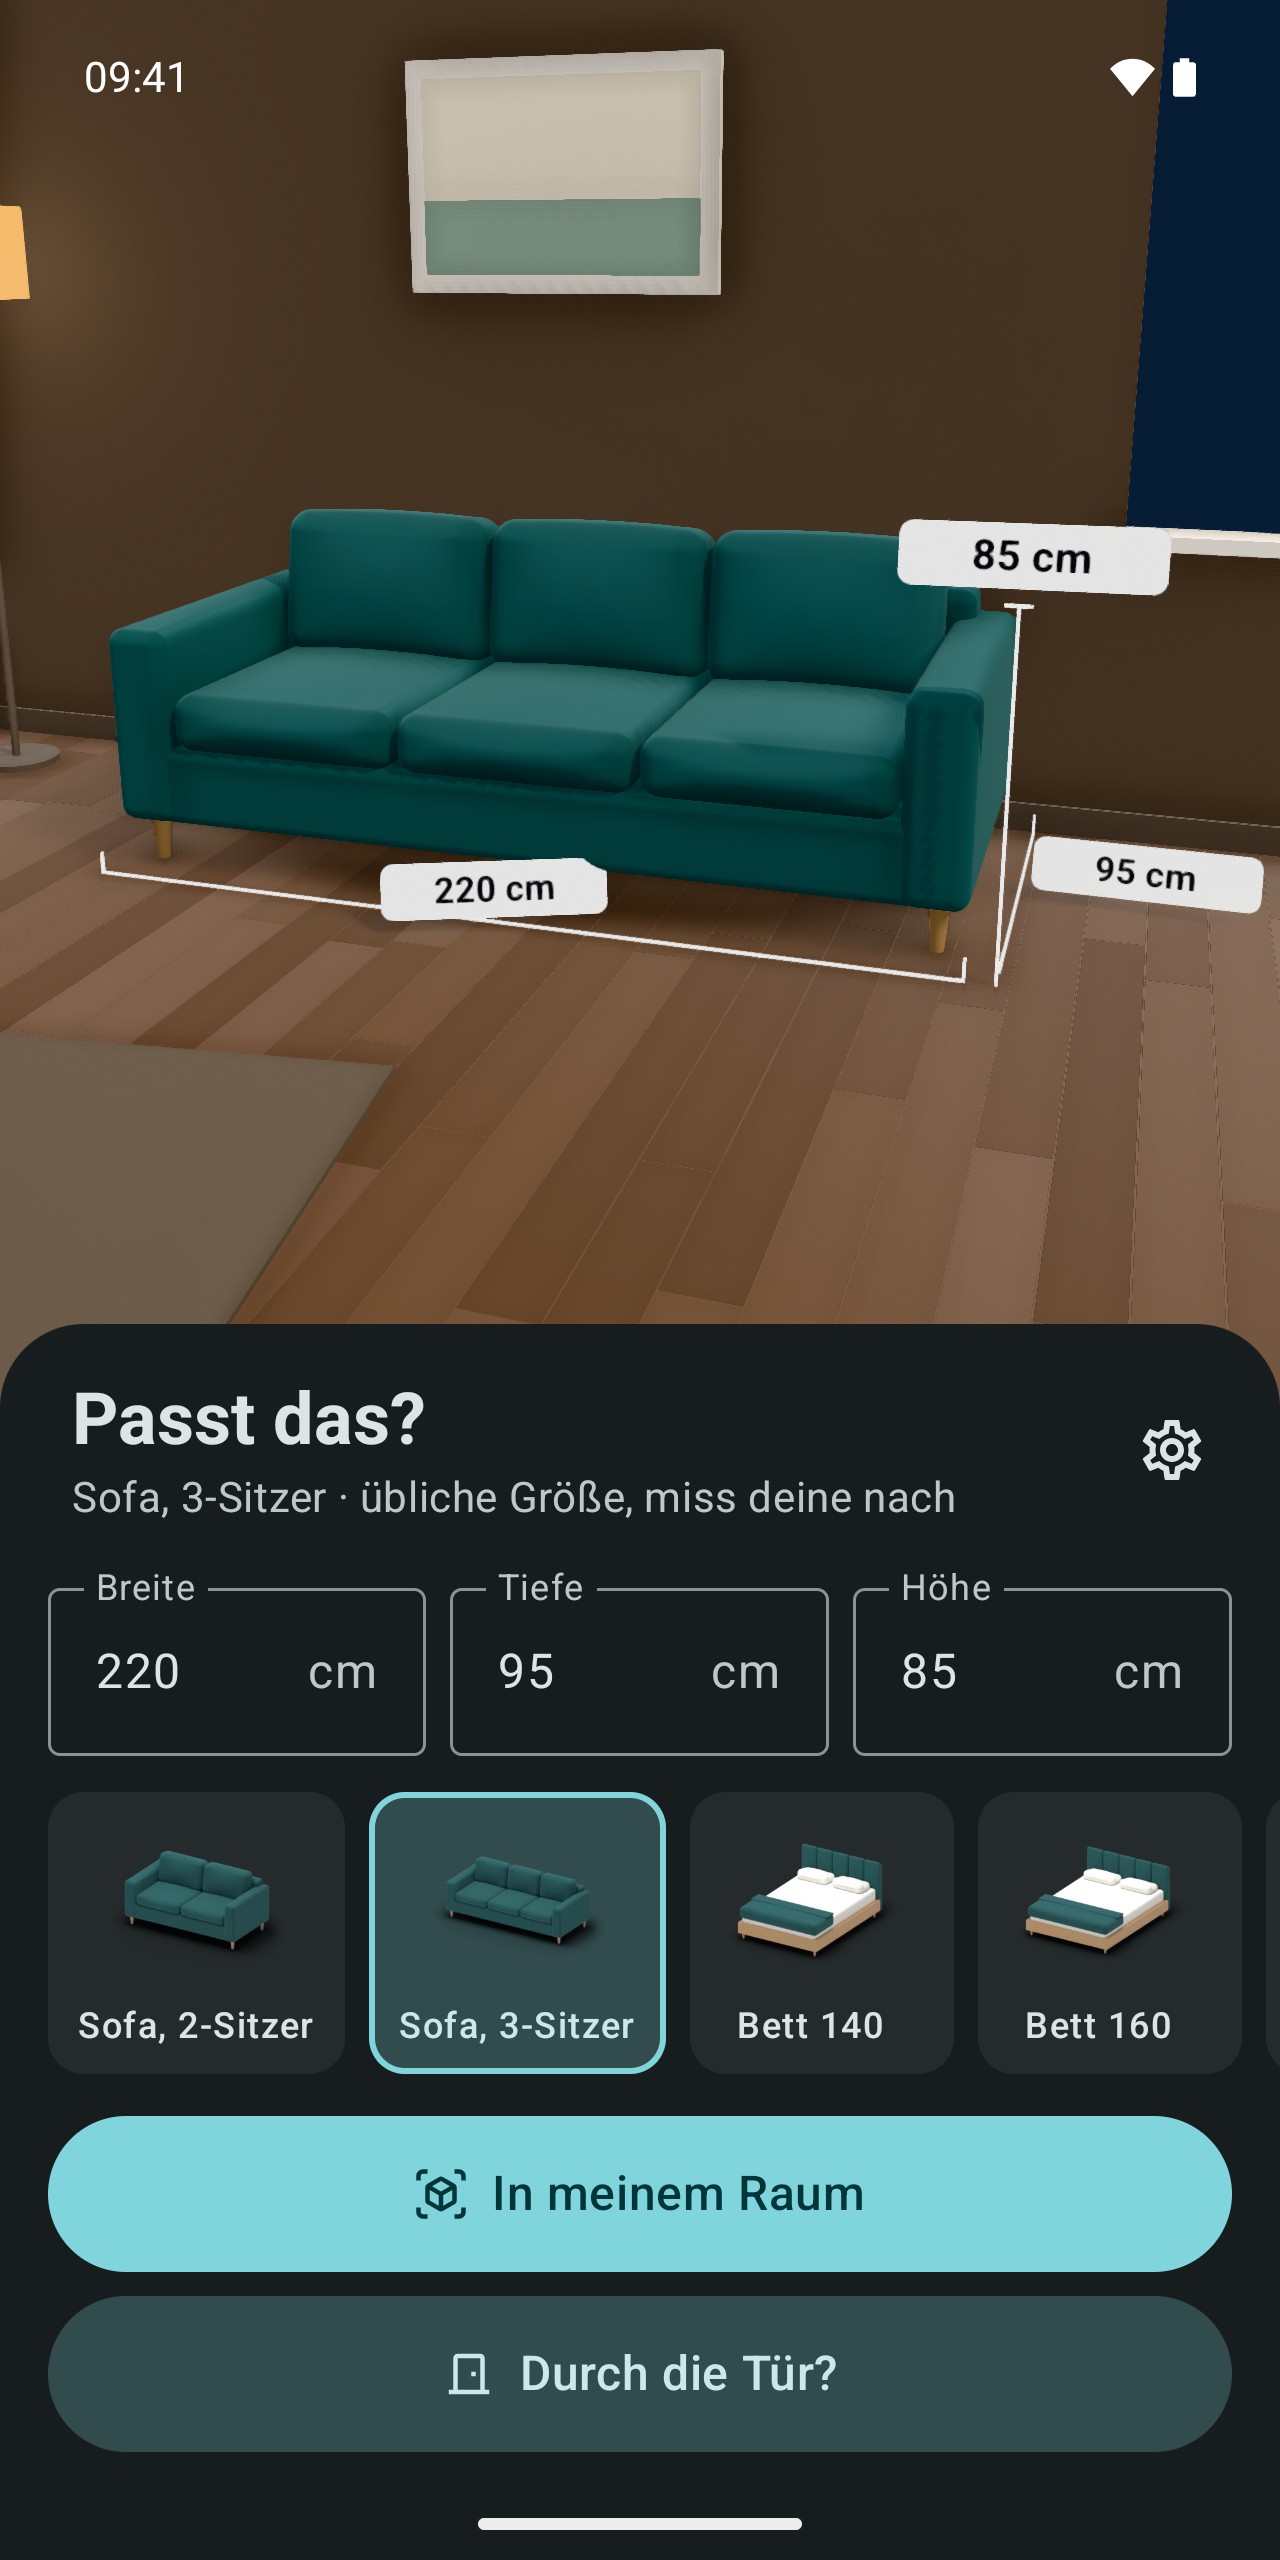 09:41
85 cm
95 cm
220 cm
Passt das?
Sofa, 3-Sitzer · übliche Größe, miss deine nach
Breite
Tiefe
Höhe
220 cm
95 cm
85 cm
Sofa, 2-Sitzer
Sofa, 3-Sitzer
Bett 140
Bett 160
In meinem Raum
Durch die Tür?